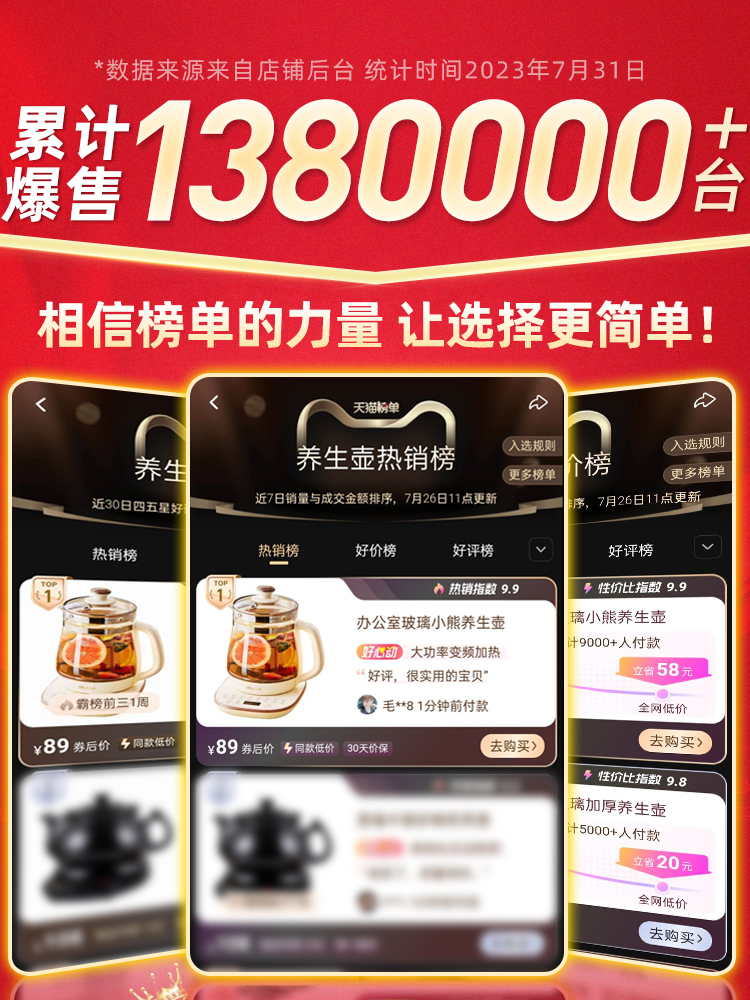 *数据来源来自店铺后台 统计时间2023年7月31日
累计爆售1380000+台
相信榜单的力量 让选择更简单!
养生
近30日四五星好
热销榜
TOP 1
霸榜前三1周
¥89 券后价 同款低价
天猫榜单
养生壶热销榜
入选规则
更多榜单
近7日销量与成交金额排序，7月26日11点更新
热销榜 好价榜 好评榜
TOP 1
热销指数 9.9
办公室玻璃小熊养生壶
好心动 大功率变频加热
“好评，很实用的宝贝”
毛**8 1分钟前付款
¥89 券后价 同款低价 30天价保
去购买>
价榜
入选规则
更多榜单
排序，7月26日11点更新
好评榜
性价比指数 9.9
璃小熊养生壶
计9000+人付款
立省58元
全网低价
去购买>
性价比指数 9.8
璃加厚养生壶
计5000+人付款
立省20元
全网低价
去购买>